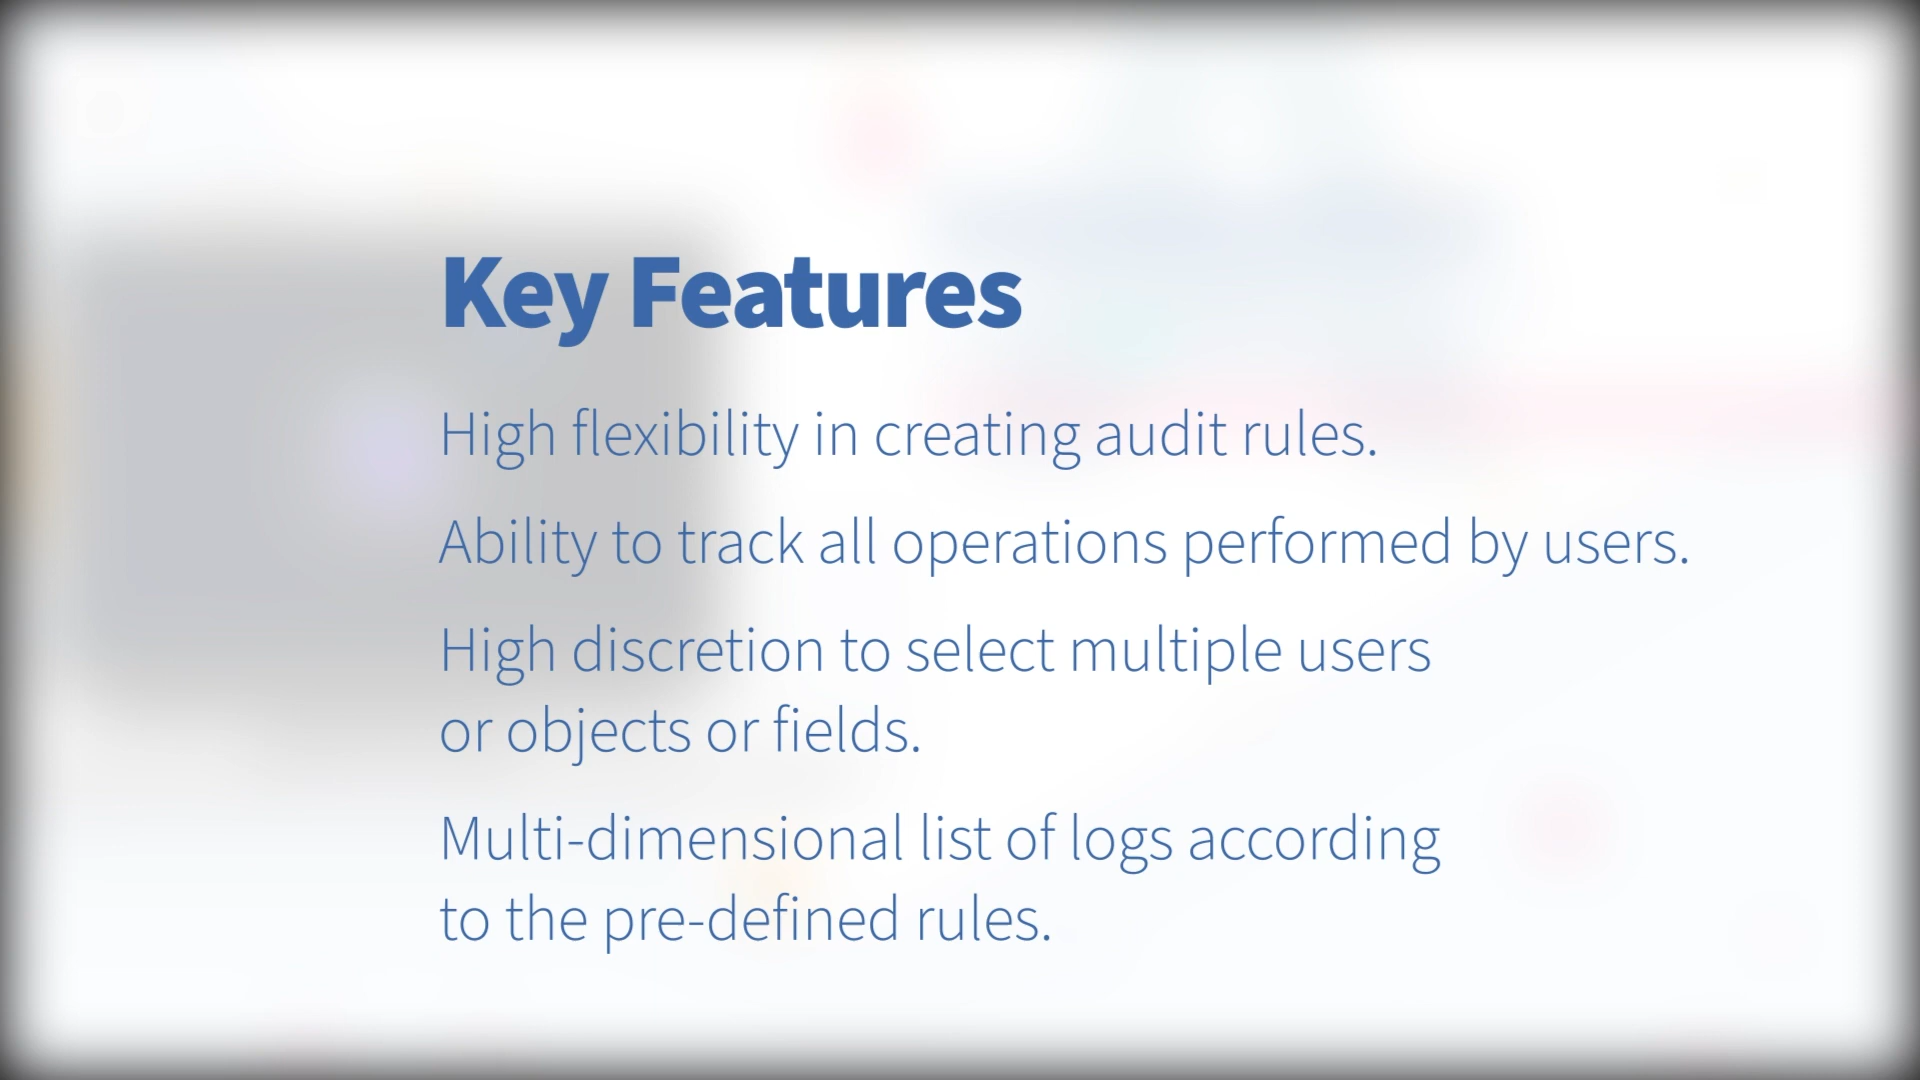 Key Features
High flexibility in creating audit rules.
Ability to track all operations performed by users.
High discretion to select multiple users
or objects or fields.
Multi-dimensional list of logs according
to the pre-defined rules.